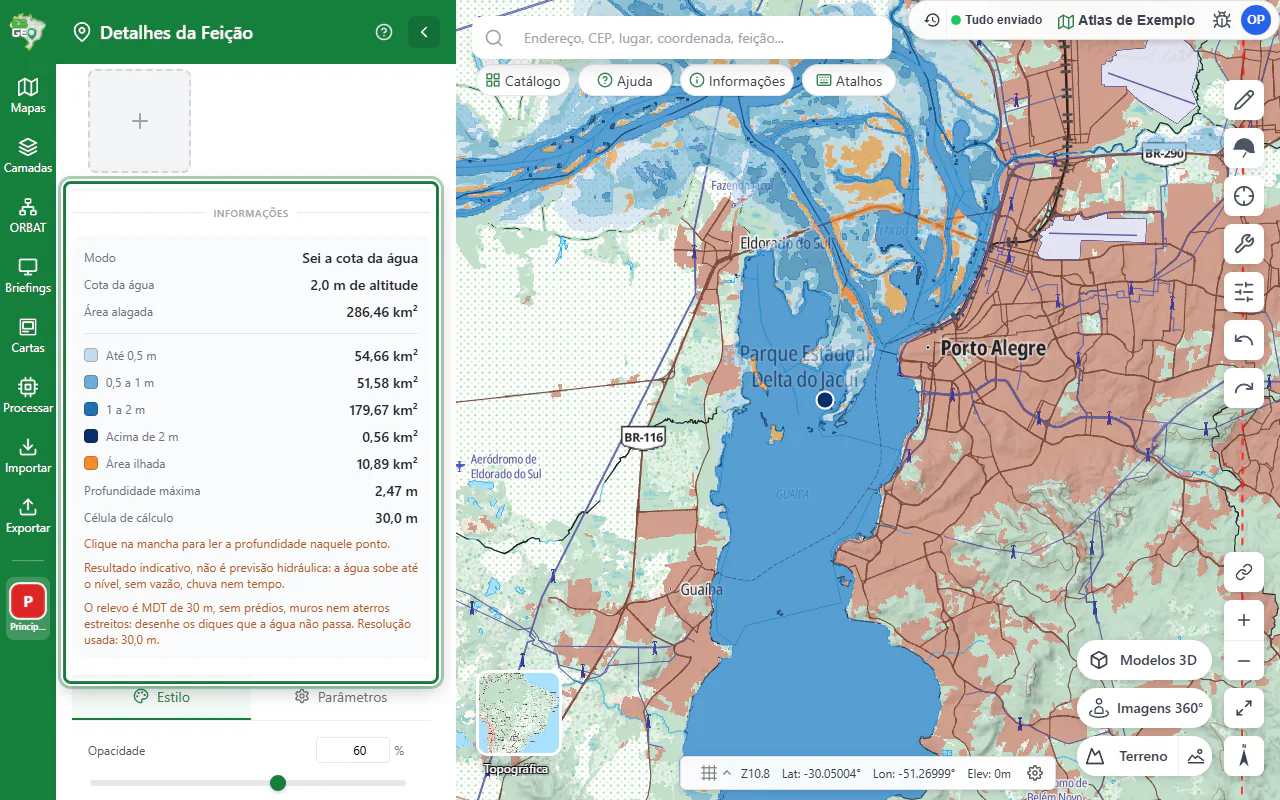 EB GEO
Detalhes da Feição
Mapas
Camadas
ORBAT
Briefings
Cartas
Processar
Importar
Exportar
P
Princip...
INFORMAÇÕES
Modo Sei a cota da água
Cota da água 2,0 m de altitude
Área alagada 286,46 km²
Até 0,5 m 54,66 km²
0,5 a 1 m 51,58 km²
1 a 2 m 179,67 km²
Acima de 2 m 0,56 km²
Área ilhada 10,89 km²
Profundidade máxima 2,47 m
Célula de cálculo 30,0 m
Clique na mancha para ler a profundidade naquele ponto.
Resultado indicativo, não é previsão hidráulica: a água sobe até
o nível, sem vazão, chuva nem tempo.
O relevo é MDT de 30 m, sem prédios, muros nem aterros
estreitos: desenhe os diques que a água não passa. Resolução
usada: 30,0 m.
Estilo Parâmetros
Opacidade 60 %
Endereço, CEP, lugar, coordenada, feição...
Tudo enviado Atlas de Exemplo OP
Catálogo Ajuda Informações Atalhos
BR-290
Eldorado do Sul
Porto Alegre
Parque Estadual
Delta do Jacuí
BR-116
Aeródromo de
Eldorado do Sul
GUAÍBA
Guaíba
Modelos 3D
Imagens 360°
Terreno
N
Topográfica
Z10.8 Lat: -30.05004° Lon: -51.26999° Elev: 0m
Belém Novo